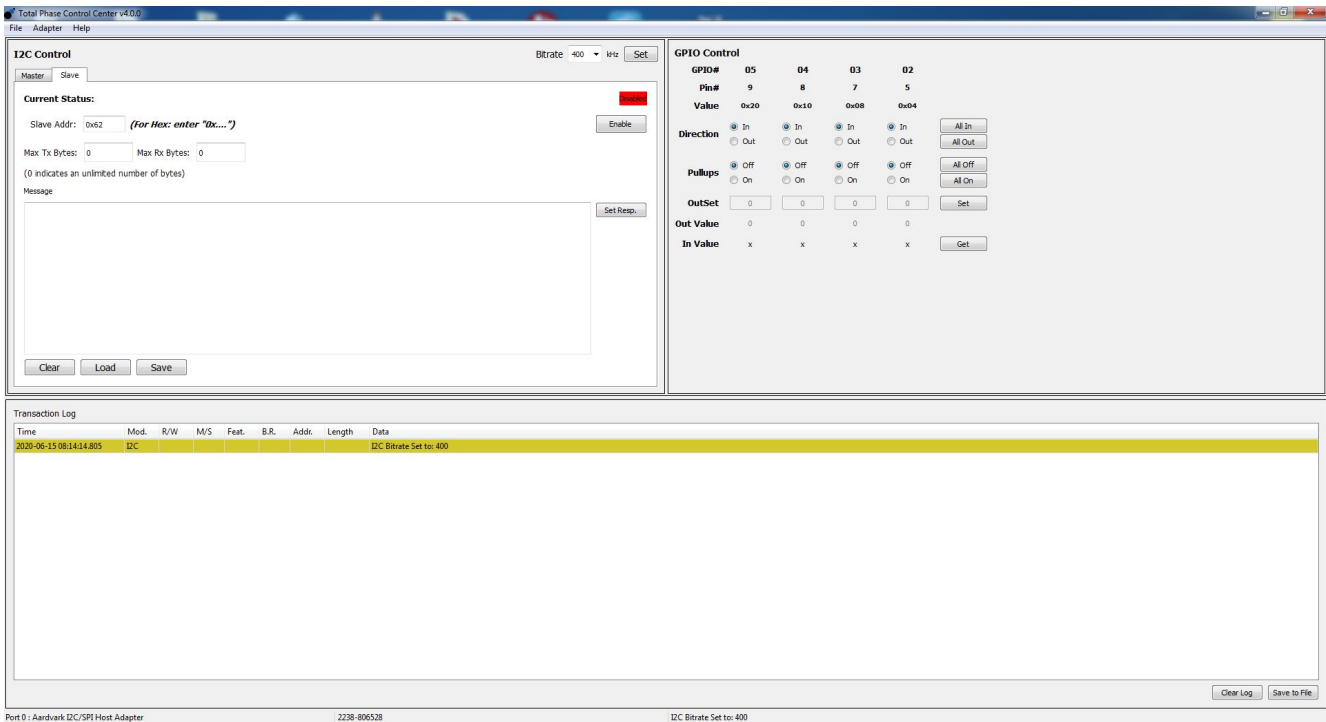 Total Phase Control Center v4.0.0
File Adapter Help
I2C Control
Bitrate 400 kHz Set
Master Slave
Current Status:
Disabled
Slave Addr: 0x62 (For Hex: enter "0x....")
Enable
Max Tx Bytes: 0 Max Rx Bytes: 0
(0 indicates an unlimited number of bytes)
Message
Set Resp.
Clear Load Save
GPIO Control
GPIO# 05 04 03 02
Pin# 9 8 7 5
Value 0x20 0x10 0x08 0x04
Direction
In In In In All In
Out Out Out Out All Out
Pullups
Off Off Off Off All Off
On On On On All On
OutSet 0 0 0 0 Set
Out Value 0 0 0 0
In Value x x x x Get
Transaction Log
Time Mod. R/W M/S Feat. B.R. Addr. Length Data
2020-06-15 08:14:14.805 I2C I2C Bitrate Set to: 400
Clear Log Save to File
Port 0 : Aardvark I2C/SPI Host Adapter 2238-806528 I2C Bitrate Set to: 400